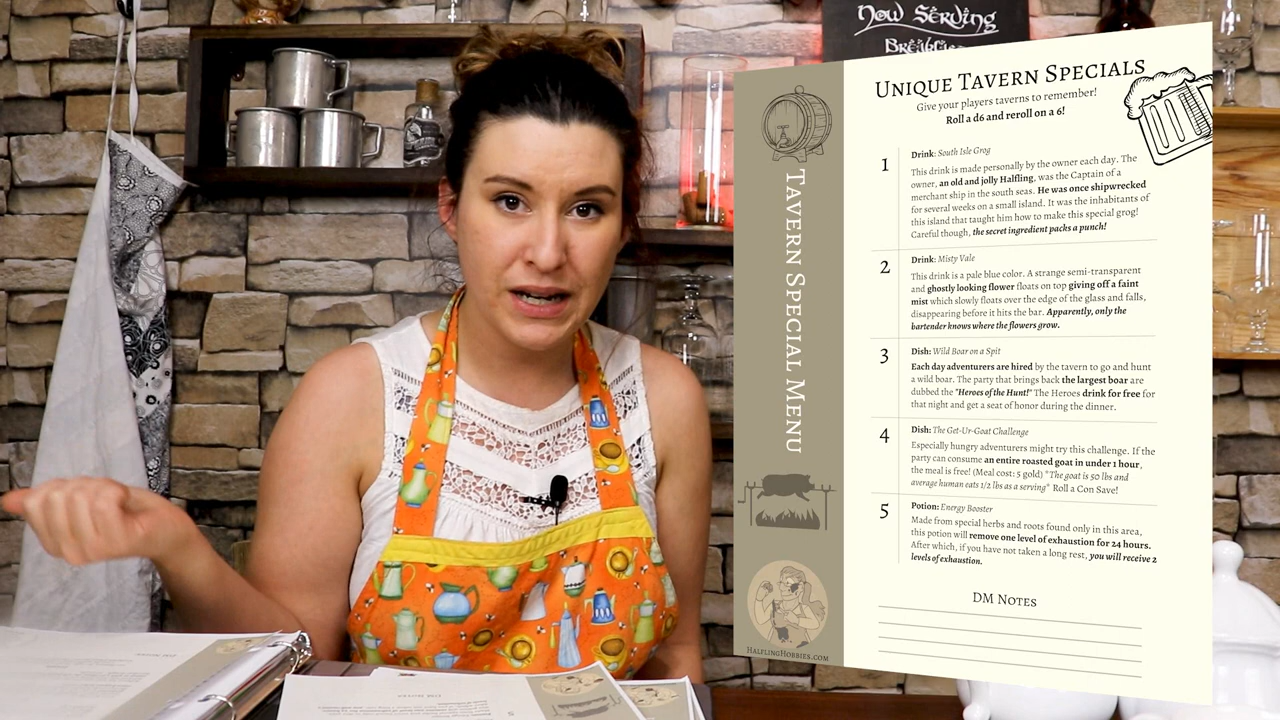 Now Serving
Unique Tavern Specials
Give your players taverns to remember!
Roll a d6 and reroll on a 6!
Tavern Special Menu
1
Drink: South Isle Grog
This drink is made personally by the owner each day. The
owner, an old and jolly Halfling, was the Captain of a
merchant ship in the south seas. He was once shipwrecked
for several weeks on a small island. It was the inhabitants of
this island that taught him how to make this special grog!
Careful though, the secret ingredient packs a punch!
2
Drink: Misty Vale
This drink is a pale blue color. A strange semi-transparent
and ghostly looking flower floats on top giving off a faint
mist which slowly floats over the edge of the glass and falls,
disappearing before it hits the bar. Apparently, only the
bartender knows where the flowers grow.
3
Dish: Wild Boar on a Spit
Each day adventurers are hired by the tavern to go and hunt
a wild boar. The party that brings back the largest boar are
dubbed the "Heroes of the Hunt!" The Heroes drink for free for
that night and get a seat of honor during the dinner.
4
Dish: The Get-Ur-Goat Challenge
Especially hungry adventurers might try this challenge. If the
party can consume an entire roasted goat in under 1 hour,
the meal is free! (Meal cost: 5 gold) *The goat is 50 lbs and
average human eats 1/2 lbs as a serving* Roll a Con Save!
5
Potion: Energy Booster
Made from special herbs and roots found only in this area,
this potion will remove one level of exhaustion for 24 hours.
After which, if you have not taken a long rest, you will receive 2
levels of exhaustion.
DM Notes
HalflingHobbies.com
DM Notes
DM Notes
5